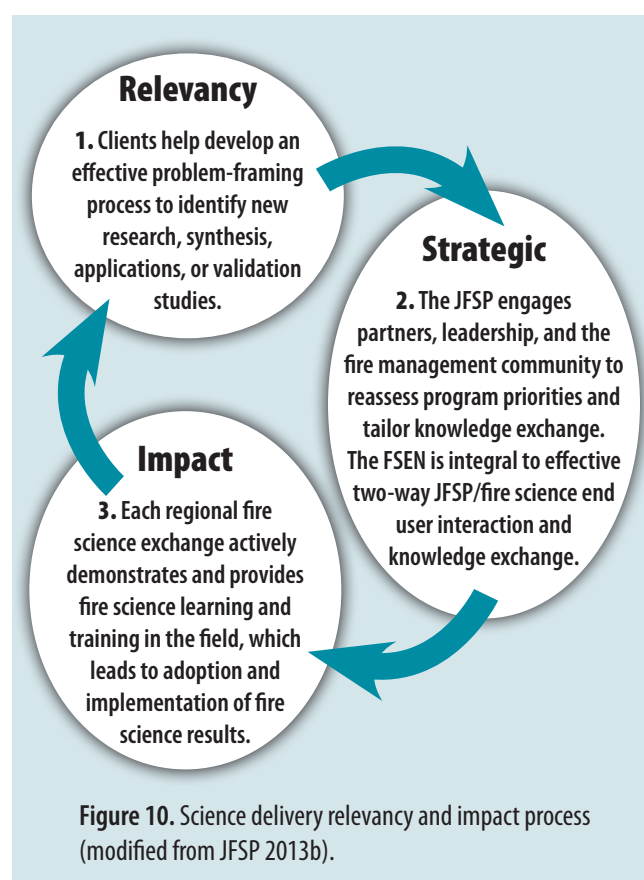 Relevancy
1. Clients help develop an
effective problem-framing
process to identify new
research, synthesis,
applications, or validation
studies.
Strategic
2. The JFSP engages
partners, leadership, and the
fire management community to
reassess program priorities and
tailor knowledge exchange.
The FSEN is integral to effective
two-way JFSP/fire science end
user interaction and
knowledge exchange.
Impact
3. Each regional fire
science exchange actively
demonstrates and provides
fire science learning and
training in the field, which
leads to adoption and
implementation of fire
science results.
Figure 10. Science delivery relevancy and impact process
(modified from JFSP 2013b).